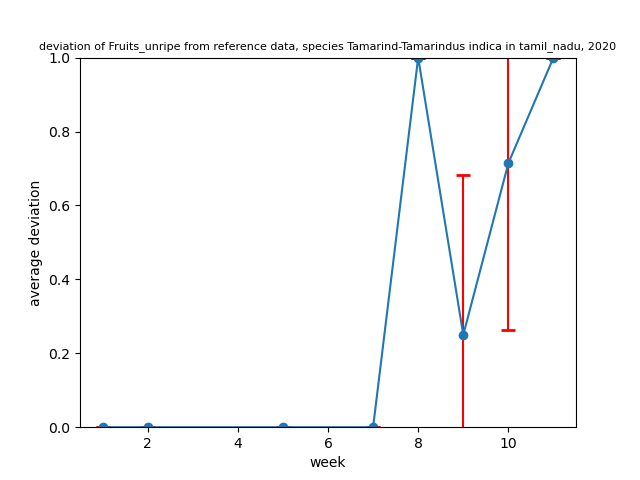 deviation of Fruits_unripe from reference data, species Tamarind-Tamarindus indica in tamil_nadu, 2020
1.0
0.8
0.6
0.4
0.2
0.0
average deviation
2 4 6 8 10
week